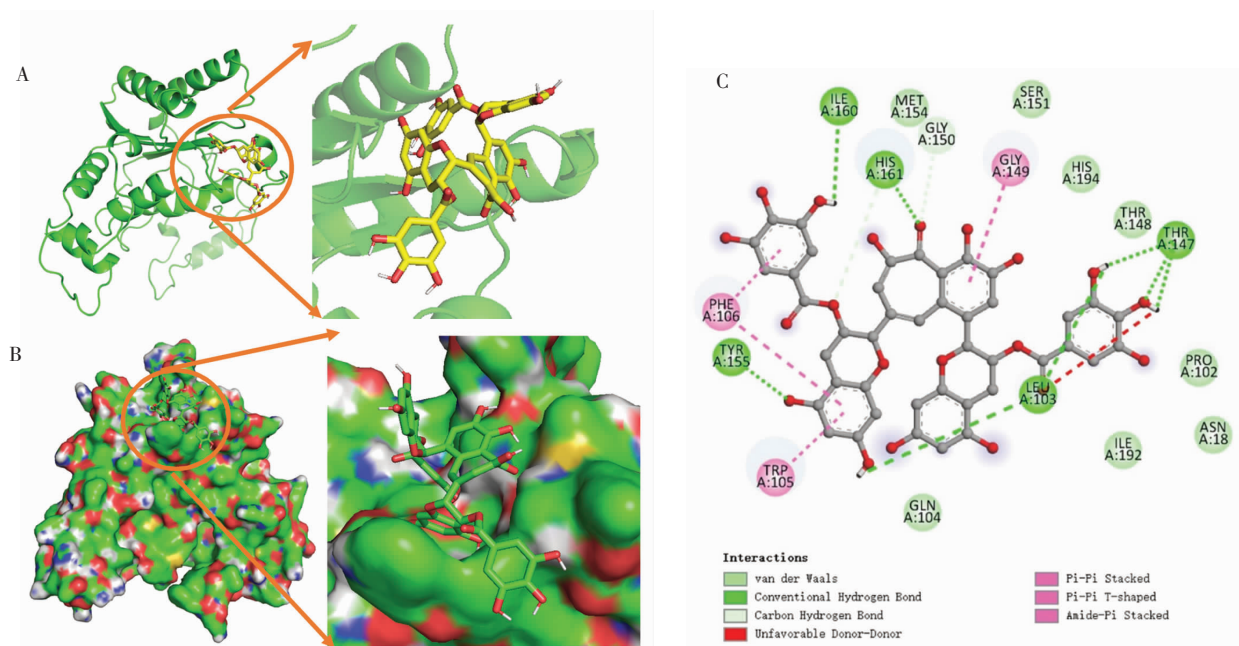 A
B
C
ILE
A:160
MET
A:154
GLY
A:150
SER
A:151
HIS
A:161
GLY
A:149
HIS
A:194
THR
A:148
THR
A:147
PHE
A:106
TYR
A:155
LEU
A:103
PRO
A:102
TRP
A:105
ILE
A:192
ASN
A:18
GLN
A:104
Interactions
van der Waals
Conventional Hydrogen Bond
Carbon Hydrogen Bond
Unfavorable Donor-Donor
Pi-Pi Stacked
Pi-Pi T-shaped
Amide-Pi Stacked